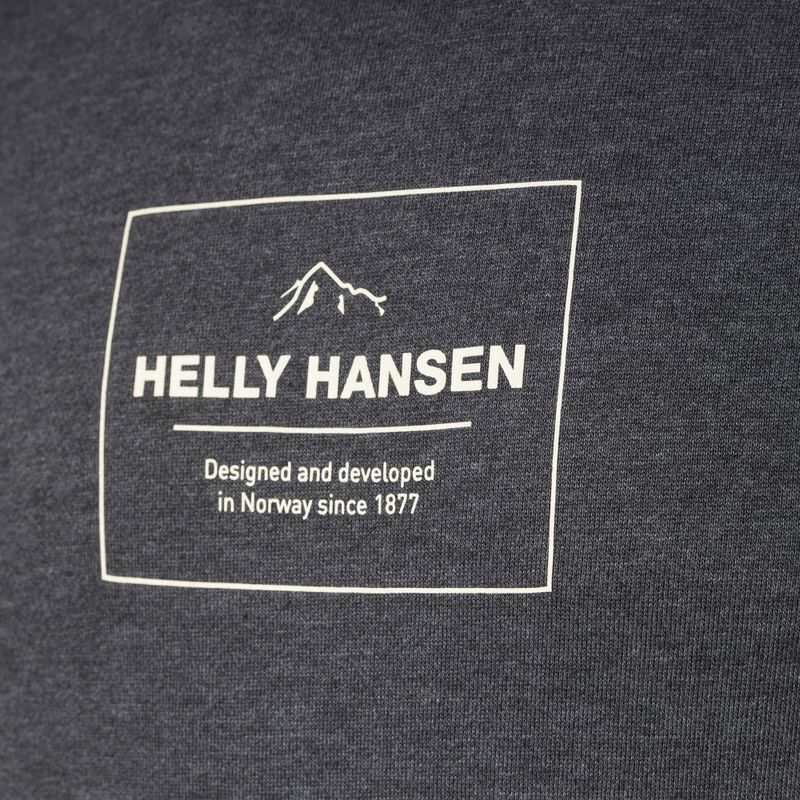 HELLY HANSEN
Designed and developed
in Norway since 1877